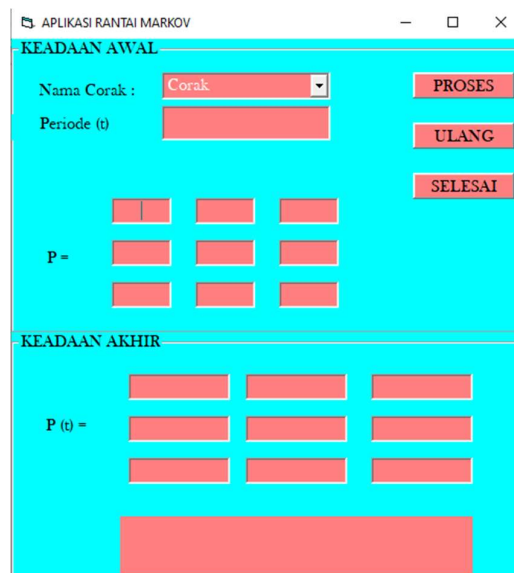 APLIKASI RANTAI MARKOV
KEADAAN AWAL
Nama Corak :
Corak
PROSES
Periode (t)
ULANG
SELESAI
P =
KEADAAN AKHIR
P (t) =